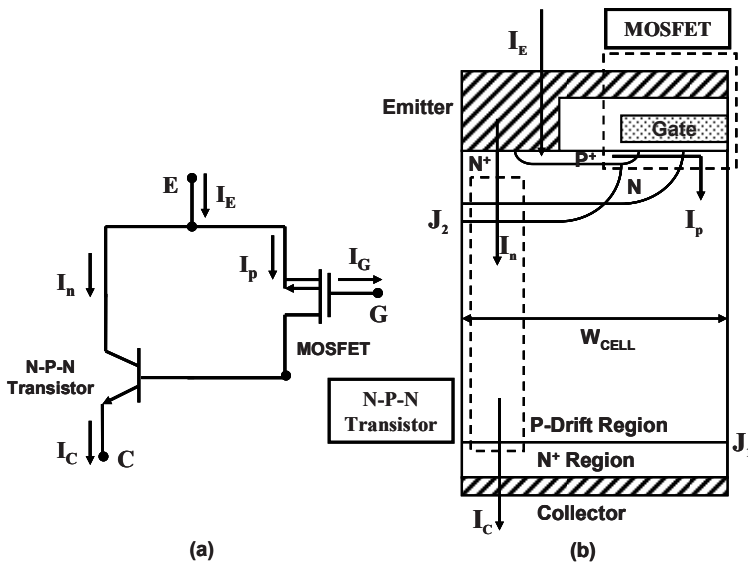 MOSFET
I_E
Emitter
Gate
N+
P+
N
E
I_E
J_2
I_p
I_n
I_p
I_G
I_n
G
MOSFET
W_CELL
N-P-N
Transistor
N-P-N
Transistor
P-Drift Region
I_C
C
N+ Region
I_C
Collector
(a)
(b)